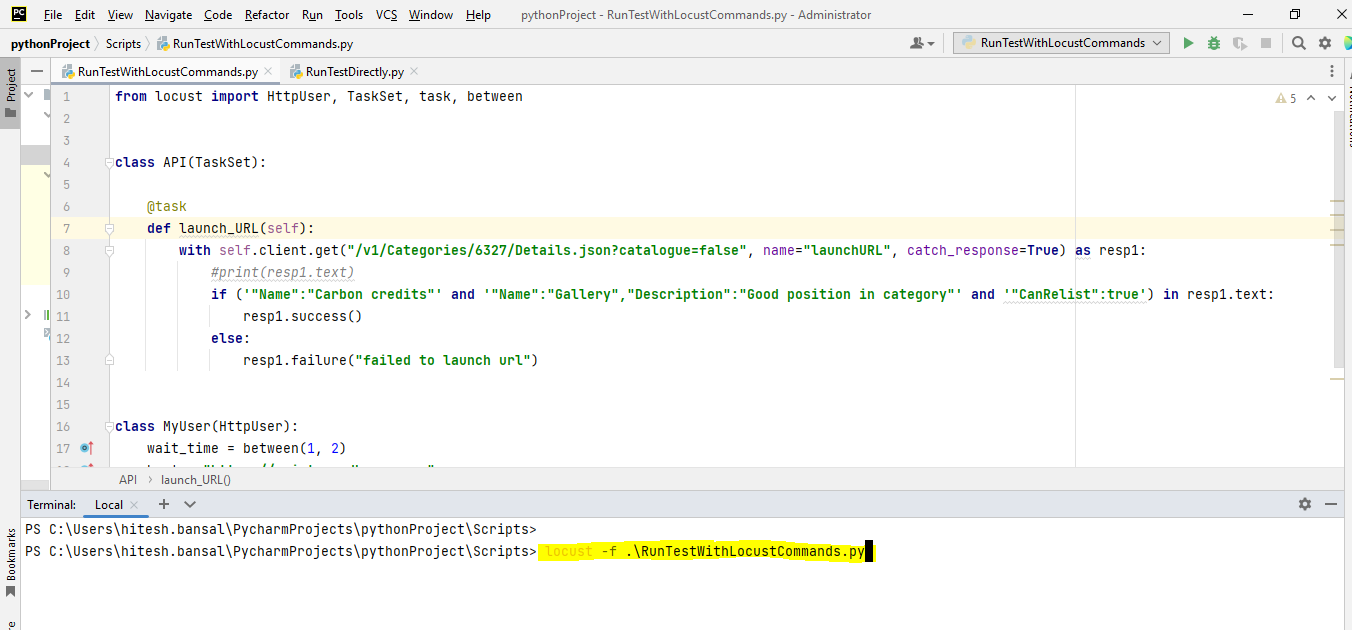 PC File Edit View Navigate Code Refactor Run Tools VCS Window Help pythonProject - RunTestWithLocustCommands.py - Administrator
pythonProject Scripts RunTestWithLocustCommands.py RunTestWithLocustCommands
Project
RunTestWithLocustCommands.py RunTestDirectly.py
1 from locust import HttpUser, TaskSet, task, between
5
2
3
4 class API(TaskSet):
5
6 @task
7 def launch_URL(self):
8 with self.client.get("/v1/Categories/6327/Details.json?catalogue=false", name="launchURL", catch_response=True) as resp1:
9 #print(resp1.text)
10 if ('"Name":"Carbon credits"' and '"Name":"Gallery","Description":"Good position in category"' and '"CanRelist":true') in resp1.text:
11 resp1.success()
12 else:
13 resp1.failure("failed to launch url")
14
15
16 class MyUser(HttpUser):
17 wait_time = between(1, 2)
API launch_URL()
Terminal: Local
PS C:\Users\hitesh.bansal\PycharmProjects\pythonProject\Scripts>
PS C:\Users\hitesh.bansal\PycharmProjects\pythonProject\Scripts> locust -f .\RunTestWithLocustCommands.py
Bookmarks